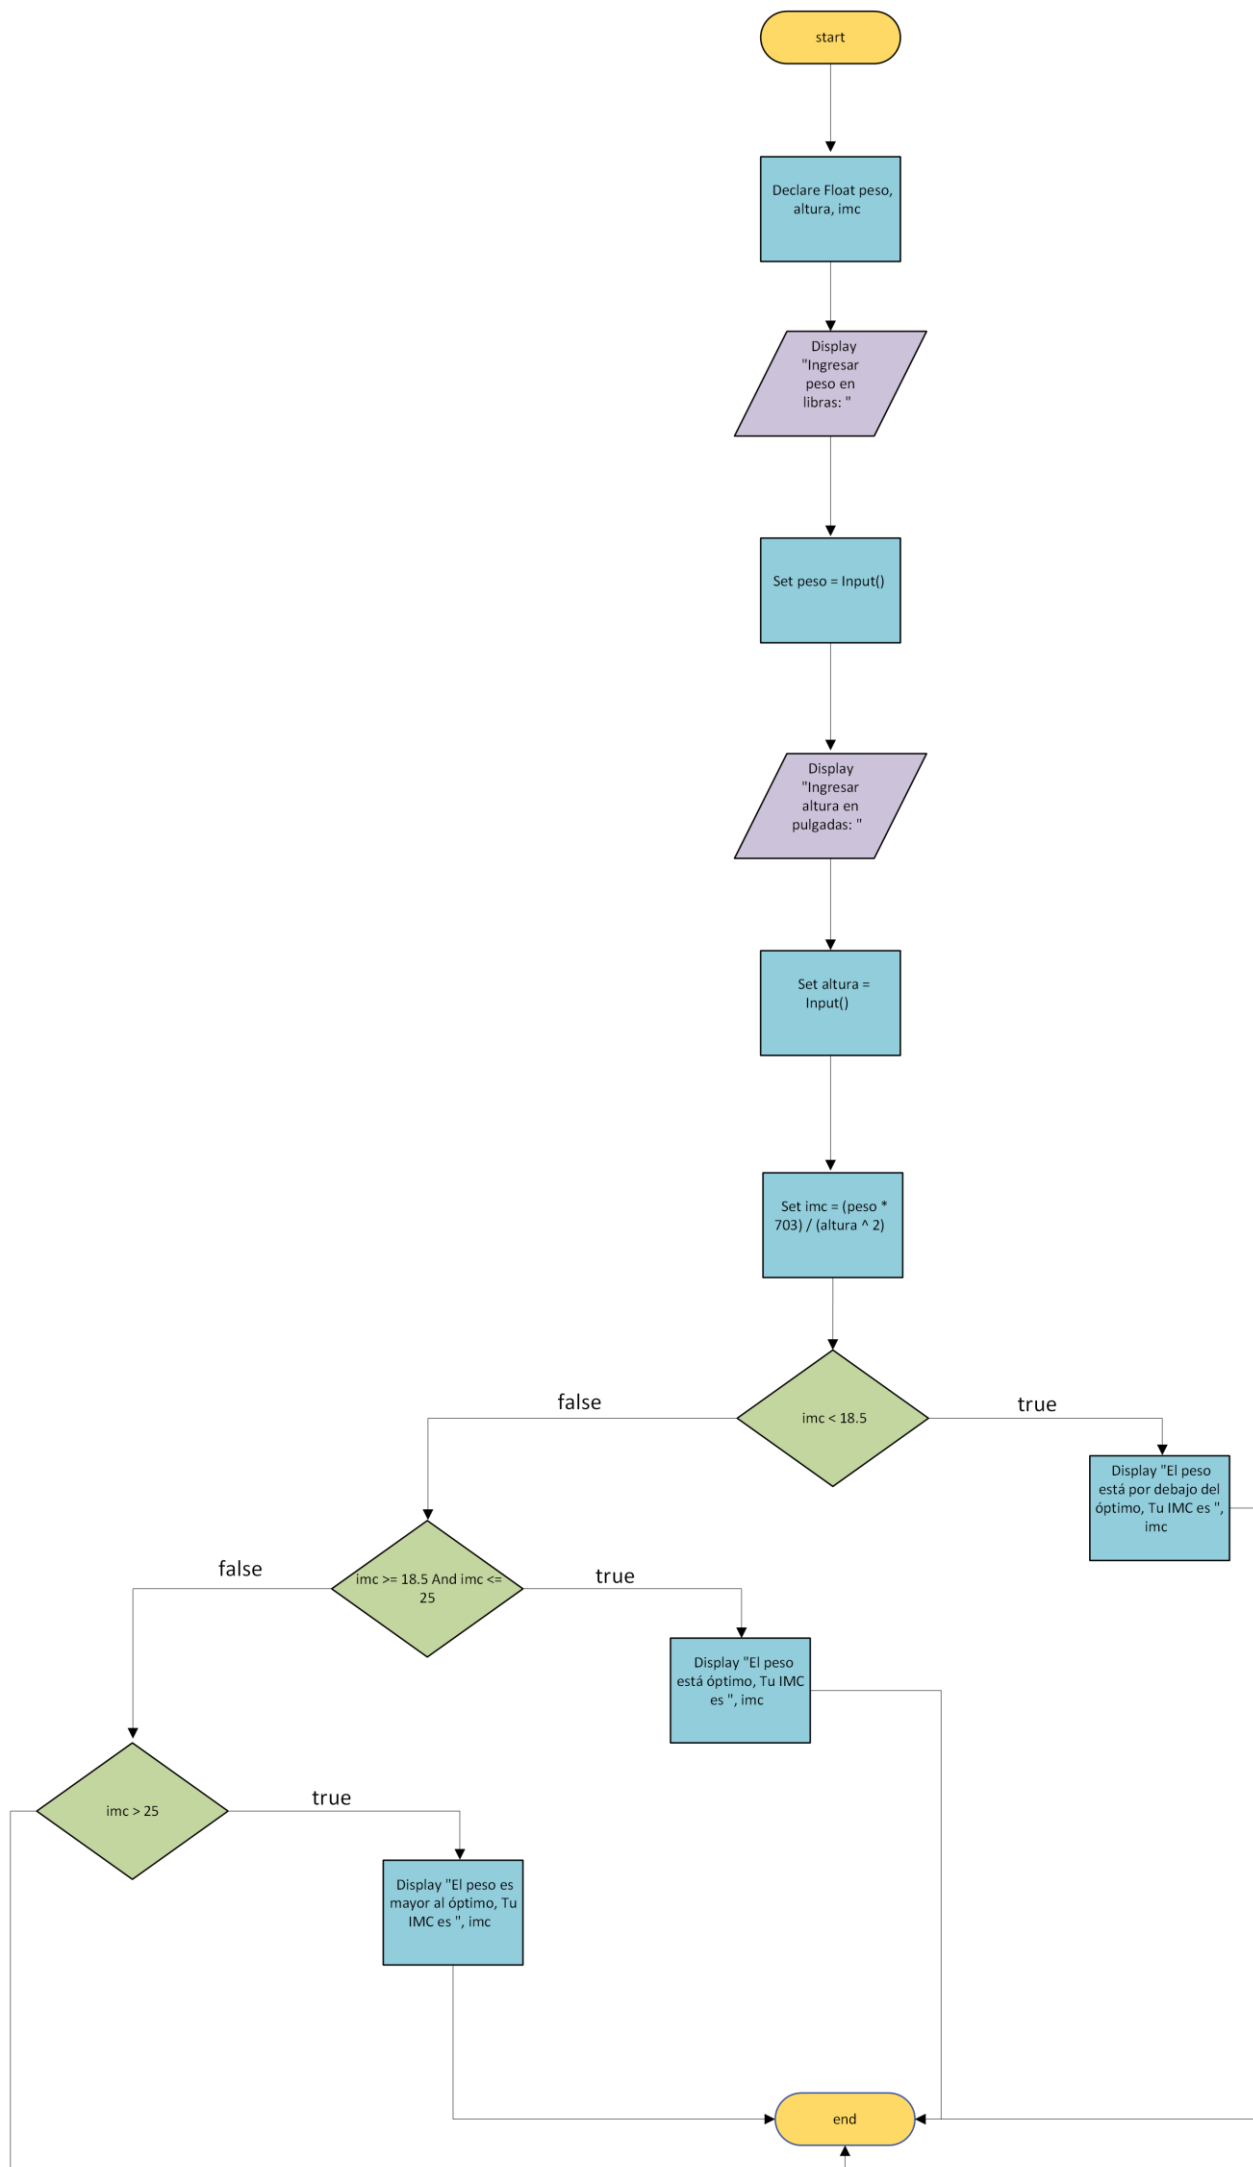 start
Declare Float peso,
altura, imc
Display
"Ingresar
peso en
libras: "
Set peso = Input()
Display
"Ingresar
altura en
pulgadas: "
Set altura =
Input()
Set imc = (peso *
703) / (altura ^ 2)
imc < 18.5
false
true
Display "El peso
está por debajo del
óptimo, Tu IMC es ",
imc
imc >= 18.5 And imc <=
25
false
true
Display "El peso
está óptimo, Tu IMC
es ", imc
imc > 25
true
Display "El peso es
mayor al óptimo, Tu
IMC es ", imc
end